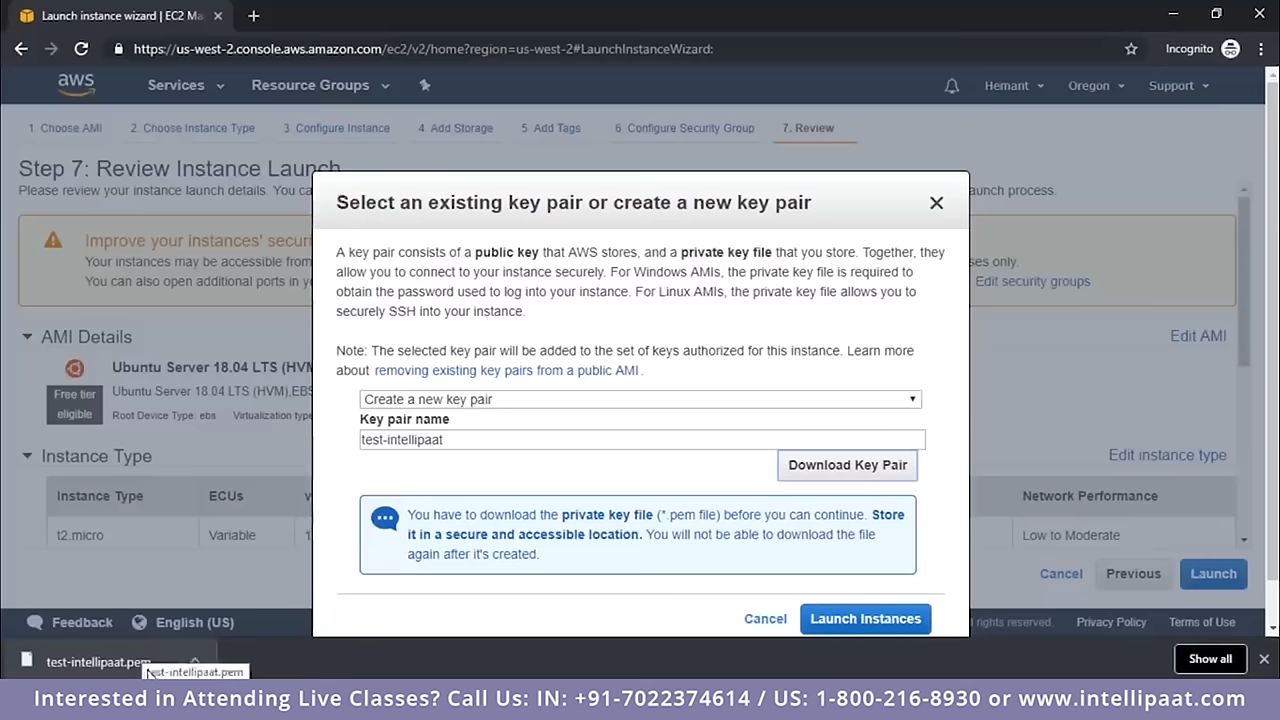 Launch instance wizard | EC2 Ma
https://us-west-2.console.aws.amazon.com/ec2/v2/home?region=us-west-2#LaunchInstanceWizard:
Incognito
aws
Services
Resource Groups
Hemant
Oregon
Support
1. Choose AMI
2. Choose Instance Type
3. Configure Instance
4. Add Storage
5. Add Tags
6. Configure Security Group
7. Review
Step 7: Review Instance Launch
Please review your instance launch details. You ca
aunch process.
Improve your instances' securi
Your instances may be accessible from
es only.
You can also open additional ports in y
Edit security groups
AMI Details
Edit AMI
Ubuntu Server 18.04 LTS (HVM
Free tier
eligible
Ubuntu Server 18.04 LTS (HVM),EBS
Root Device Type: ebs
Virtualization type
Instance Type
Edit instance type
Instance Type
ECUs
Network Performance
t2.micro
Variable
1
Low to Moderate
Cancel
Previous
Launch
Select an existing key pair or create a new key pair
A key pair consists of a public key that AWS stores, and a private key file that you store. Together, they
allow you to connect to your instance securely. For Windows AMIs, the private key file is required to
obtain the password used to log into your instance. For Linux AMIs, the private key file allows you to
securely SSH into your instance.
Note: The selected key pair will be added to the set of keys authorized for this instance. Learn more
about removing existing key pairs from a public AMI .
Create a new key pair
Key pair name
test-intellipaat
Download Key Pair
You have to download the private key file (*.pem file) before you can continue. Store
it in a secure and accessible location. You will not be able to download the file
again after it's created.
Cancel
Launch Instances
Feedback
English (US)
rights reserved.
Privacy Policy
Terms of Use
test-intellipaat.pem
test-intellipaat.pem
Show all
Interested in Attending Live Classes? Call Us: IN: +91-7022374614 / US: 1-800-216-8930 or www.intellipaat.com